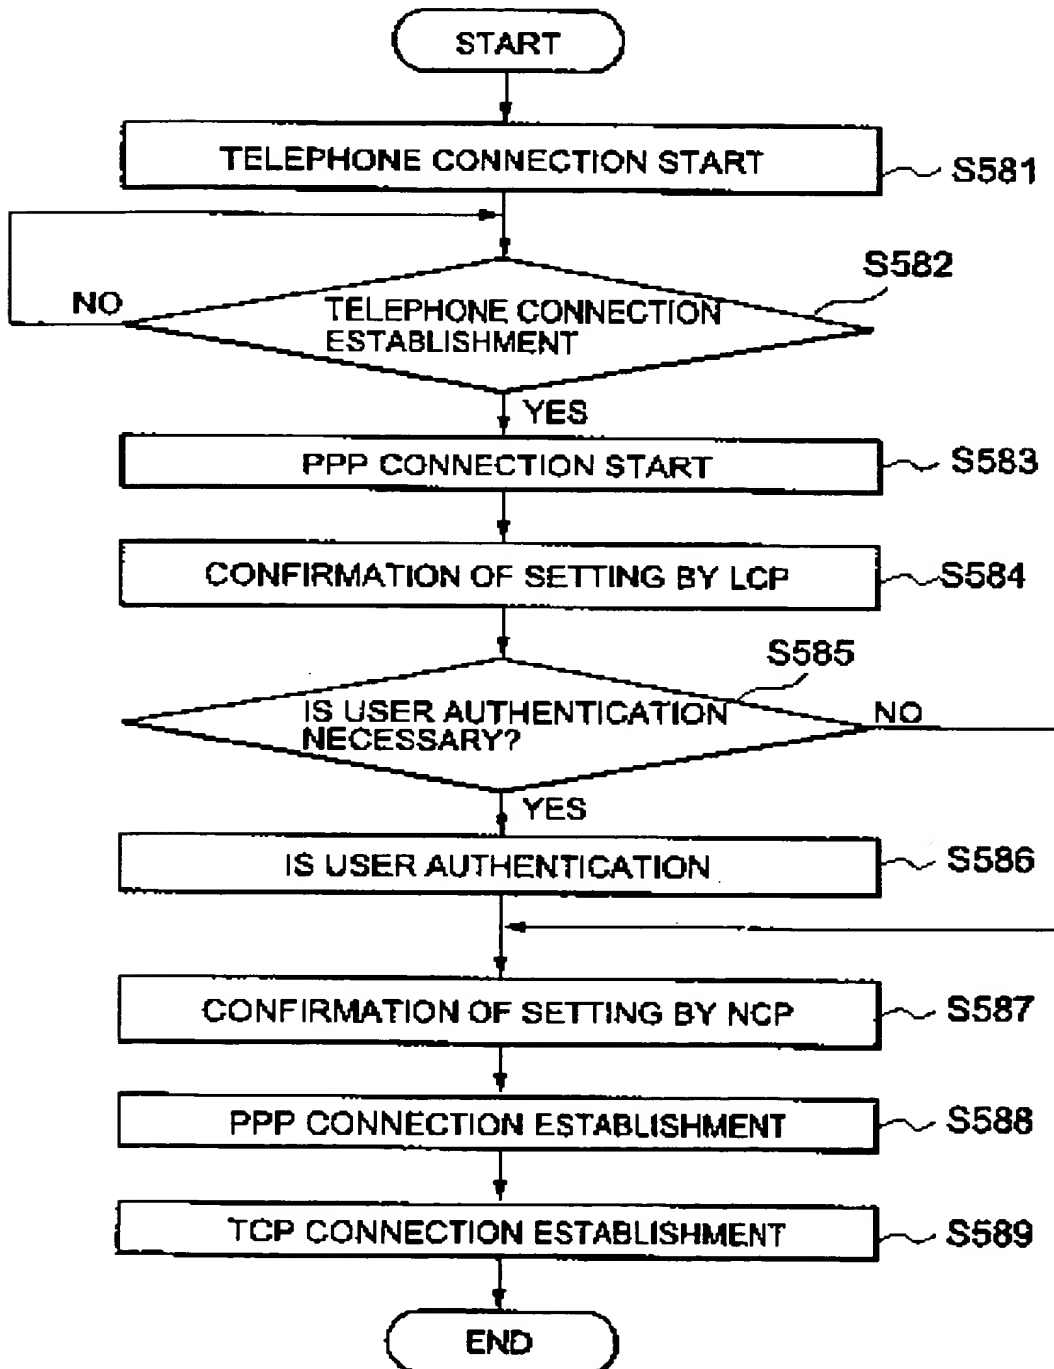 START
TELEPHONE CONNECTION START
S581
S582
NO
TELEPHONE CONNECTION
ESTABLISHMENT
YES
PPP CONNECTION START
S583
CONFIRMATION OF SETTING BY LCP
S584
S585
IS USER AUTHENTICATION
NECESSARY?
NO
YES
IS USER AUTHENTICATION
S586
CONFIRMATION OF SETTING BY NCP
S587
PPP CONNECTION ESTABLISHMENT
S588
TCP CONNECTION ESTABLISHMENT
S589
END